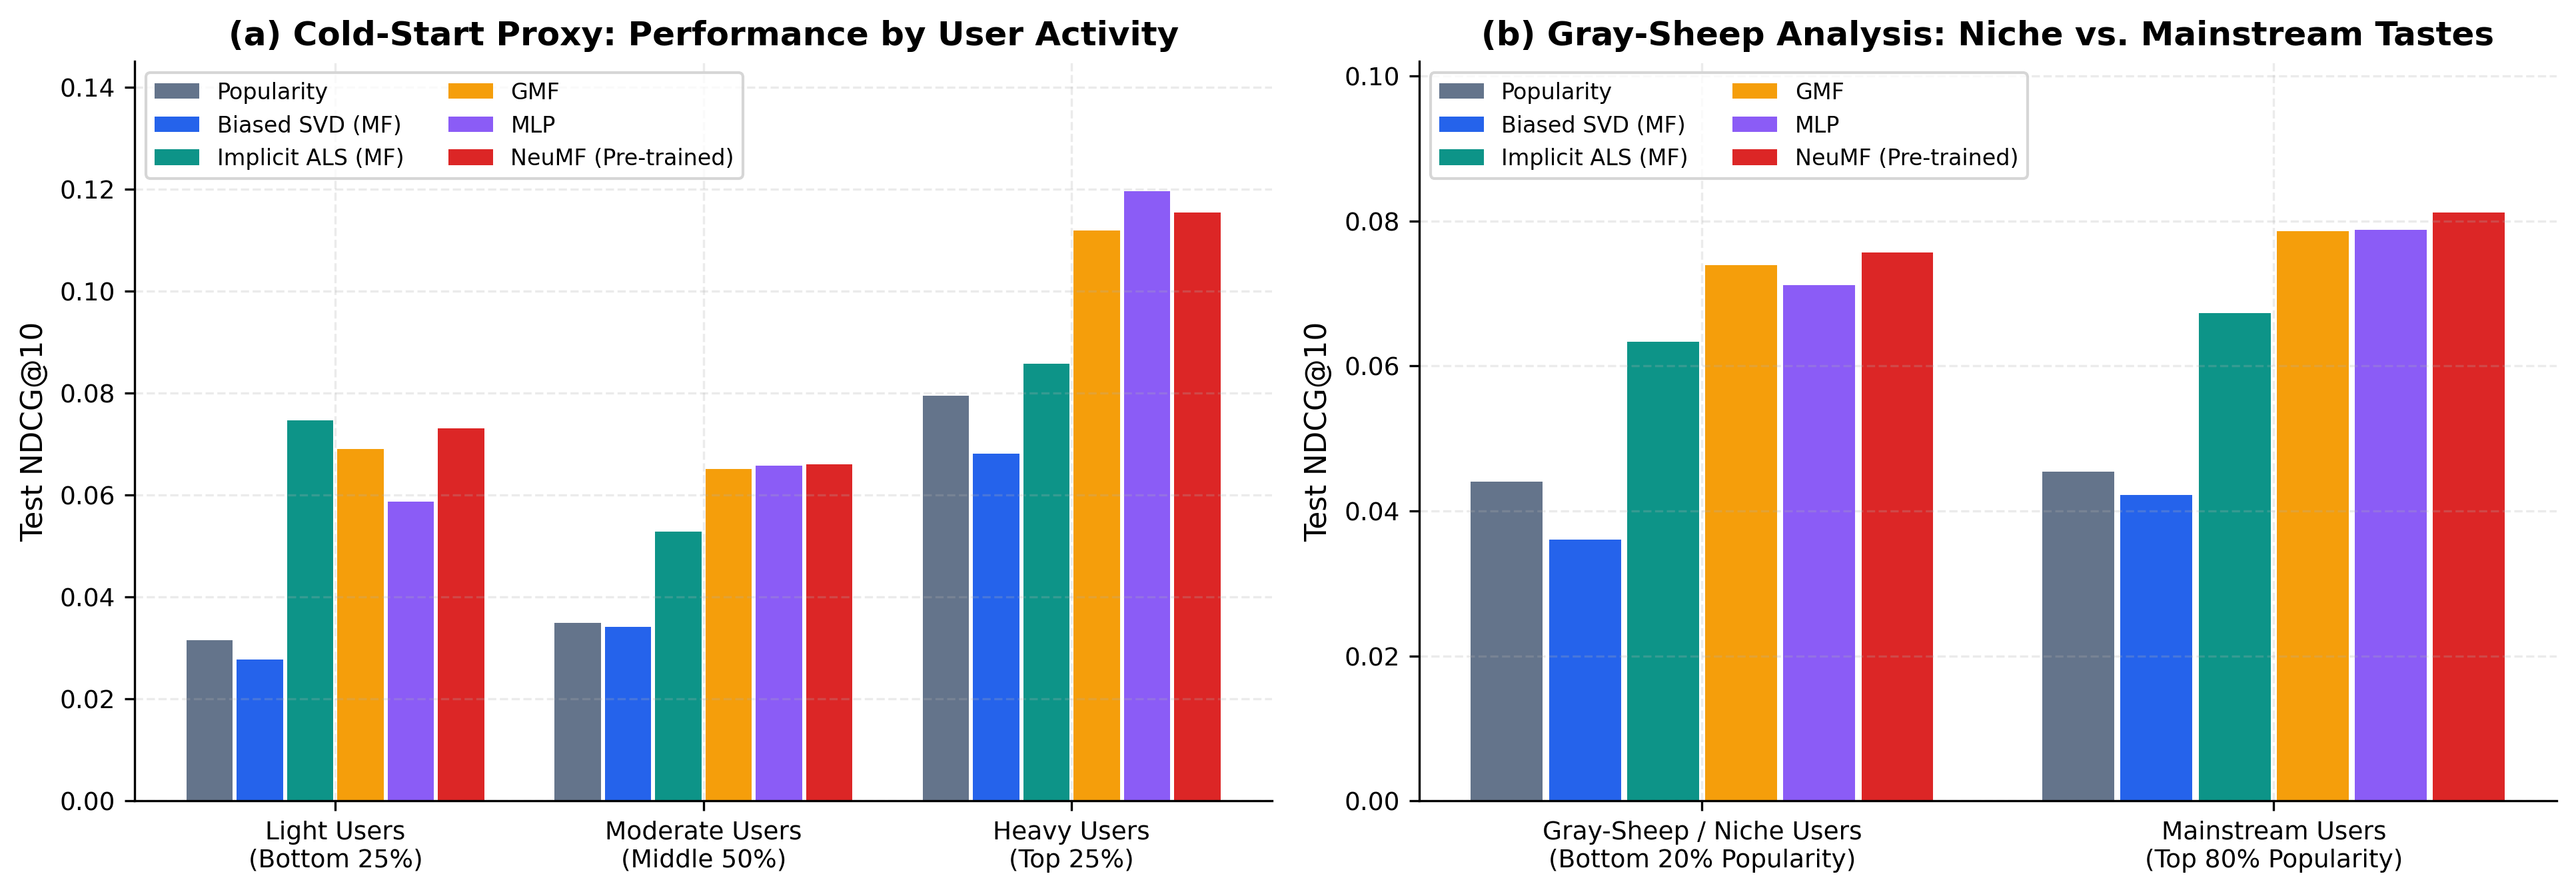 (a) Cold-Start Proxy: Performance by User Activity
Test NDCG@10
0.14
0.12
0.10
0.08
0.06
0.04
0.02
0.00
Popularity
Biased SVD (MF)
Implicit ALS (MF)
GMF
MLP
NeuMF (Pre-trained)
Light Users
(Bottom 25%)
Moderate Users
(Middle 50%)
Heavy Users
(Top 25%)
(b) Gray-Sheep Analysis: Niche vs. Mainstream Tastes
Test NDCG@10
0.10
0.08
0.06
0.04
0.02
0.00
Popularity
Biased SVD (MF)
Implicit ALS (MF)
GMF
MLP
NeuMF (Pre-trained)
Gray-Sheep / Niche Users
(Bottom 20% Popularity)
Mainstream Users
(Top 80% Popularity)